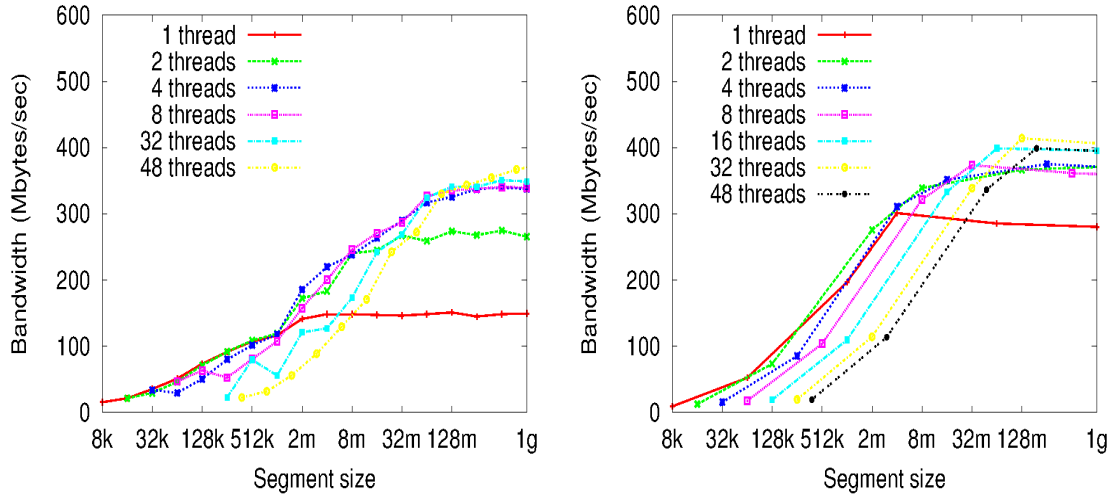 600
500
400
300
200
100
0
Bandwidth (Mbytes/sec)
1 thread
2 threads
4 threads
8 threads
32 threads
48 threads
8k 32k 128k 512k 2m 8m 32m 128m 1g
Segment size
600
500
400
300
200
100
0
Bandwidth (Mbytes/sec)
1 thread
2 threads
4 threads
8 threads
16 threads
32 threads
48 threads
8k 32k 128k 512k 2m 8m 32m 128m 1g
Segment size